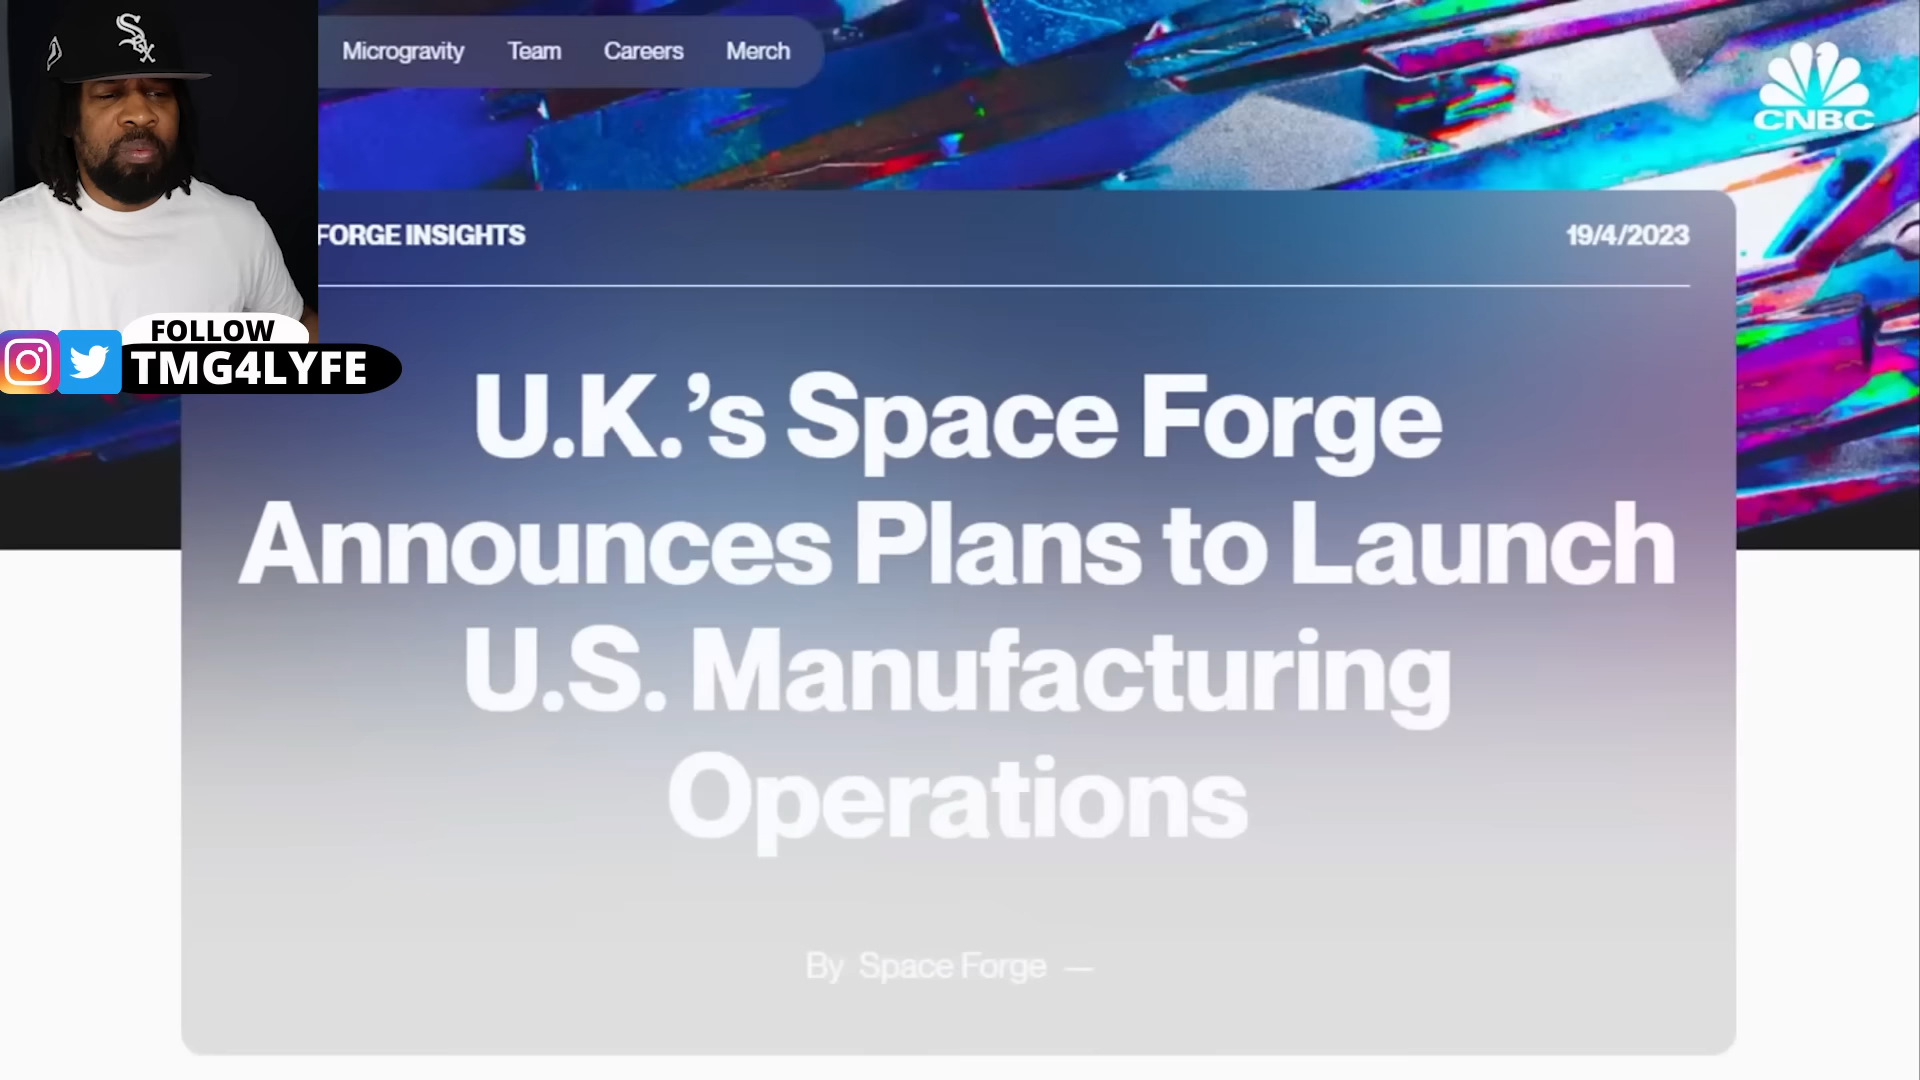 Sox
Microgravity Team Careers Merch
CNBC
FORGE INSIGHTS
19/4/2023
FOLLOW
TMG4LYFE
U.K.’s Space Forge
Announces Plans to Launch
U.S. Manufacturing
Operations
By Space Forge —